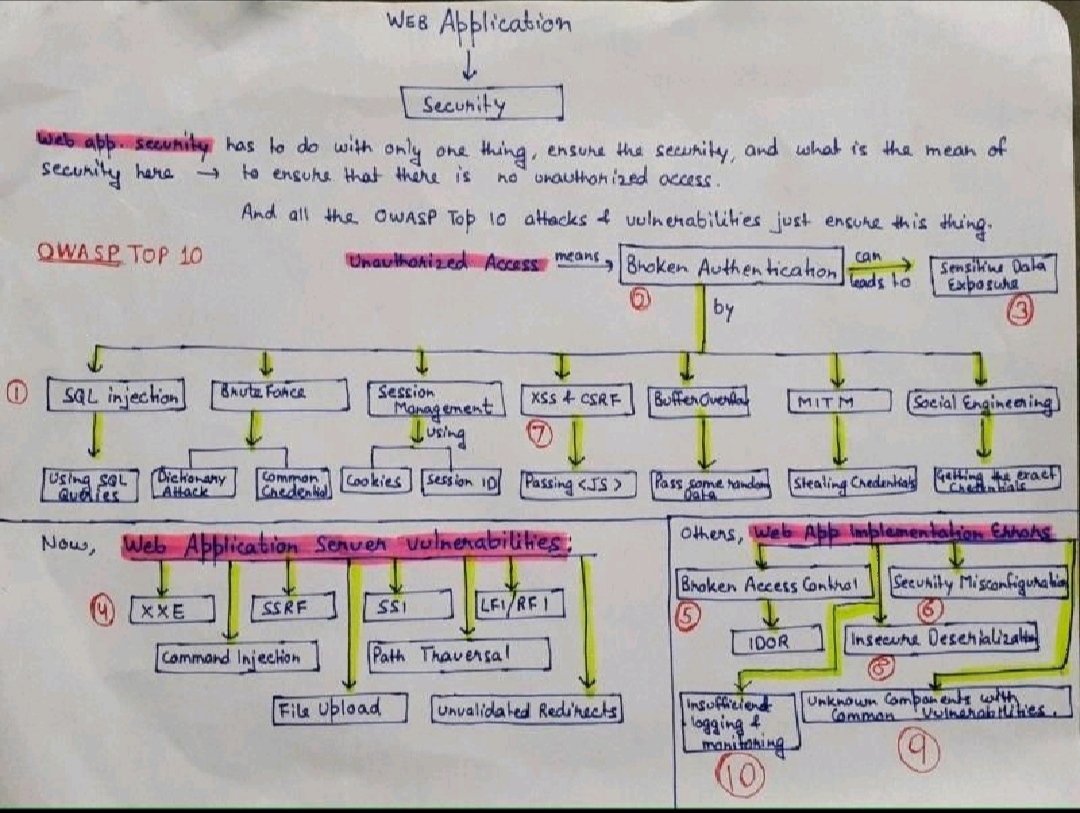 WEB Application
Security
Web app. security has to do with only one thing, ensure the security, and what is the mean of
security here → to ensure that there is no unauthorized access.
And all the OWASP Top 10 attacks & vulnerabilities just ensure this thing.
OWASP TOP 10
Unauthorized Access means → Broken Authentication can leads to Sensitive Data Exposure
② ③
by
① SQL injection Brute Force Session Management XSS & CSRF Buffer Overflow MITM Social Engineering
using
⑦
Using SQL Queries Dictionary Attack Common Credential Cookies Session ID Passing <JS> Pass some random Data Stealing Credentials Getting the exact Credentials
Now, Web Application Server vulnerabilities:
④ XXE SSRF SSI LFI/RFI
Command Injection Path Traversal
File Upload Unvalidated Redirects
Others, Web App Implementation Errors
Broken Access Control Security Misconfiguration
⑤ ⑥
IDOR Insecure Deserialization
⑧
Insufficient logging & monitoring
Unknown Components with Common Vulnerabilities.
⑩ ⑨